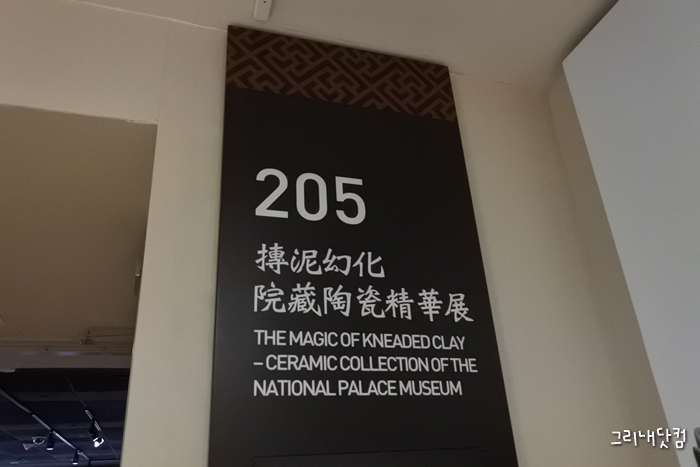 205
摶泥幻化
院藏陶瓷精華展
THE MAGIC OF KNEADED CLAY
– CERAMIC COLLECTION OF THE
NATIONAL PALACE MUSEUM
그리내닷컴